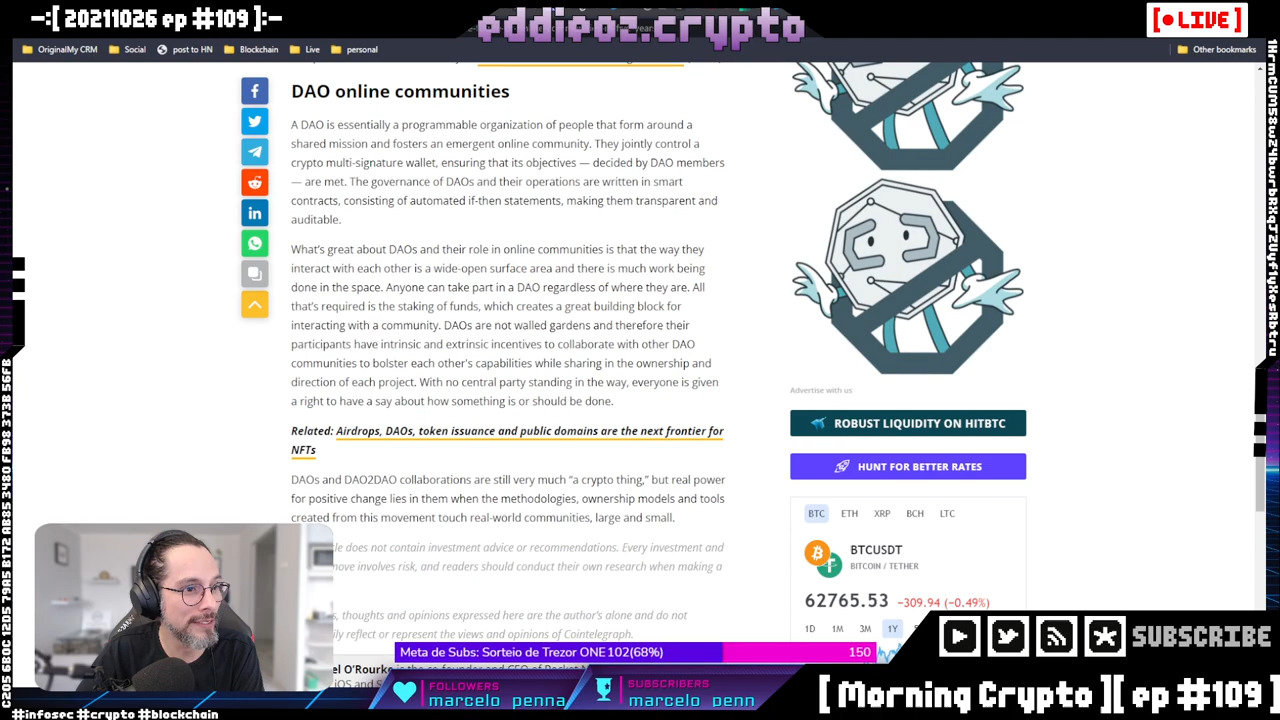 -:[ 20211026 ep #109 ]:-
eddieoz.crypto
[ LIVE ]
OriginalMy CRM
Social
post to HN
Blockchain
Live
personal
Other bookmarks
DAO online communities
A DAO is essentially a programmable organization of people that form around a
shared mission and fosters an emergent online community. They jointly control a
crypto multi-signature wallet, ensuring that its objectives — decided by DAO members
— are met. The governance of DAOs and their operations are written in smart
contracts, consisting of automated if-then statements, making them transparent and
auditable.
What's great about DAOs and their role in online communities is that the way they
interact with each other is a wide-open surface area and there is much work being
done in the space. Anyone can take part in a DAO regardless of where they are. All
that's required is the staking of funds, which creates a great building block for
interacting with a community. DAOs are not walled gardens and therefore their
participants have intrinsic and extrinsic incentives to collaborate with other DAO
communities to bolster each other's capabilities while sharing in the ownership and
direction of each project. With no central party standing in the way, everyone is given
a right to have a say about how something is or should be done.
Related: Airdrops, DAOs, token issuance and public domains are the next frontier for
NFTs
DAOs and DAO2DAO collaborations are still very much “a crypto thing,” but real power
for positive change lies in them when the methodologies, ownership models and tools
created from this movement touch real-world communities, large and small.
le does not contain investment advice or recommendations. Every investment and
move involves risk, and readers should conduct their own research when making a
s, thoughts and opinions expressed here are the author's alone and do not
ily reflect or represent the views and opinions of Cointelegraph.
el O'Rourke is the co-founder and CEO of Pocket N
Advertise with us
ROBUST LIQUIDITY ON HITBTC
HUNT FOR BETTER RATES
BTC
ETH
XRP
BCH
LTC
BTCUSDT
BITCOIN / TETHER
62765.53 −309.94 (−0.49%)
1D
1M
3M
1Y
Meta de Subs: Sorteio de Trezor ONE 102(68%)
150
FOLLOWERS
marcelo penna
SUBSCRIBERS
marcelo penn
SUBSCRIBE
[ Morning Crypto ][ ep #109 ]
#infosec #crypto #blockchain